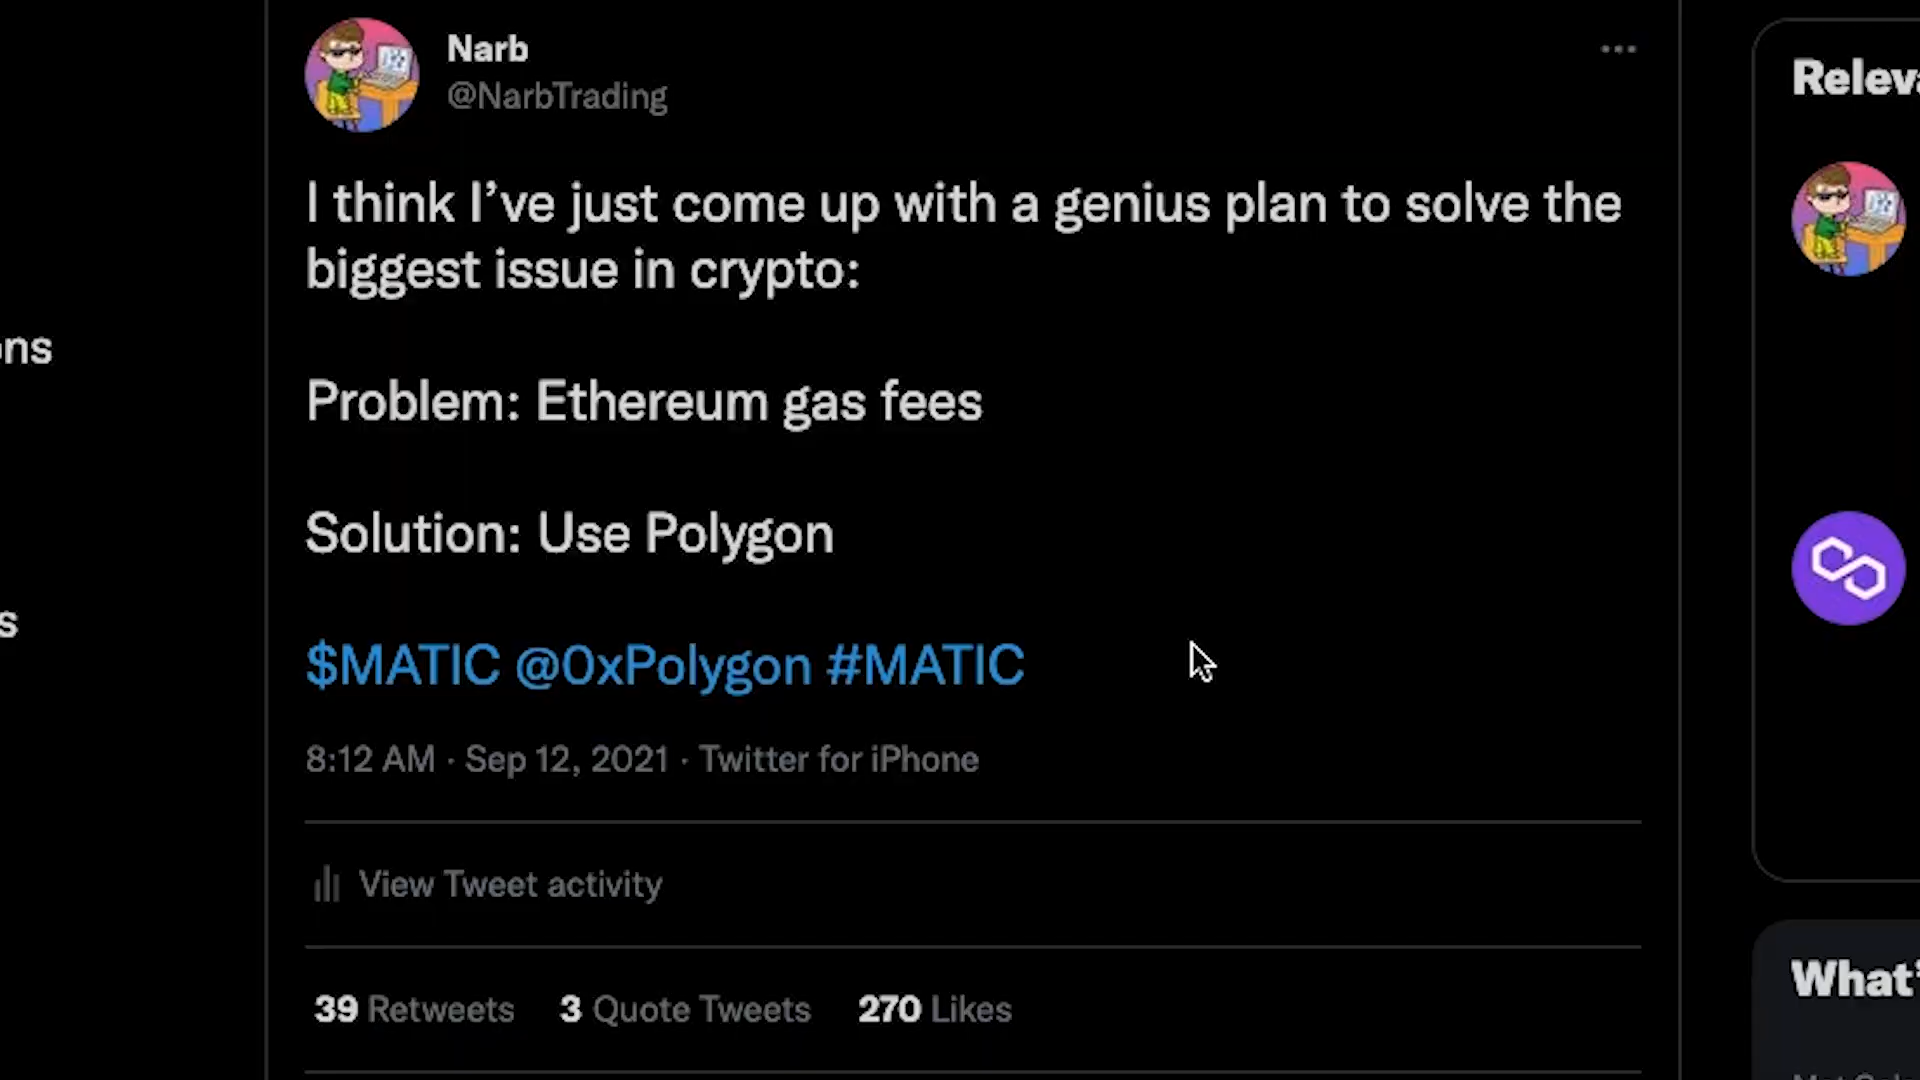 Narb
@NarbTrading
I think I’ve just come up with a genius plan to solve the
biggest issue in crypto:
Problem: Ethereum gas fees
Solution: Use Polygon
$MATIC @0xPolygon #MATIC
8:12 AM · Sep 12, 2021 · Twitter for iPhone
View Tweet activity
39 Retweets 3 Quote Tweets 270 Likes
Releva
What’
ons
s